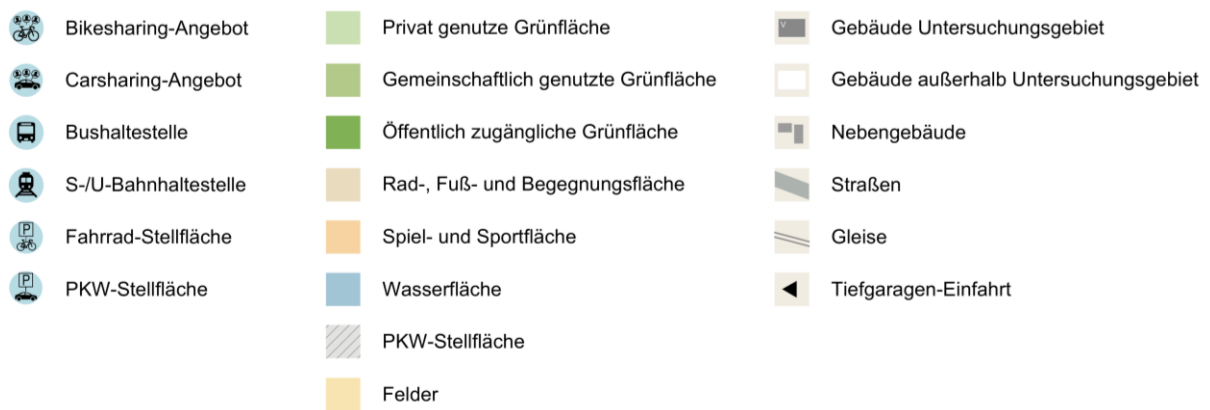 Bikesharing-Angebot
Carsharing-Angebot
Bushaltestelle
S-/U-Bahnhaltestelle
P
Fahrrad-Stellfläche
P
PKW-Stellfläche
Privat genutze Grünfläche
Gemeinschaftlich genutzte Grünfläche
Öffentlich zugängliche Grünfläche
Rad-, Fuß- und Begegnungsfläche
Spiel- und Sportfläche
Wasserfläche
PKW-Stellfläche
Felder
V
Gebäude Untersuchungsgebiet
Gebäude außerhalb Untersuchungsgebiet
Nebengebäude
Straßen
Gleise
Tiefgaragen-Einfahrt